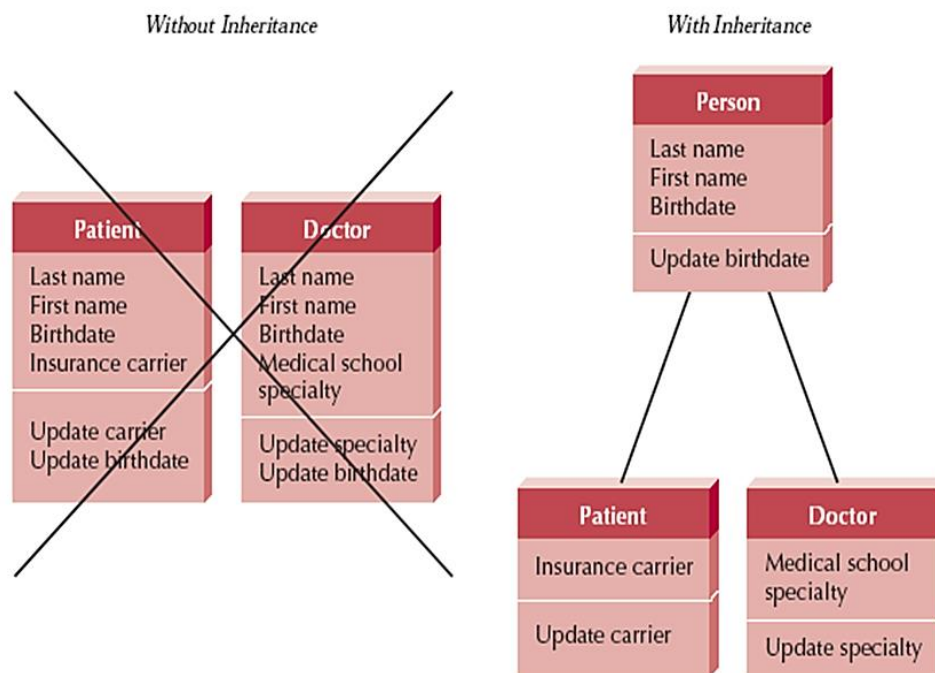 Without Inheritance
Patient
Last name
First name
Birthdate
Insurance carrier
Update carrier
Update birthdate
Doctor
Last name
First name
Birthdate
Medical school
specialty
Update specialty
Update birthdate
With Inheritance
Person
Last name
First name
Birthdate
Update birthdate
Patient
Insurance carrier
Update carrier
Doctor
Medical school
specialty
Update specialty